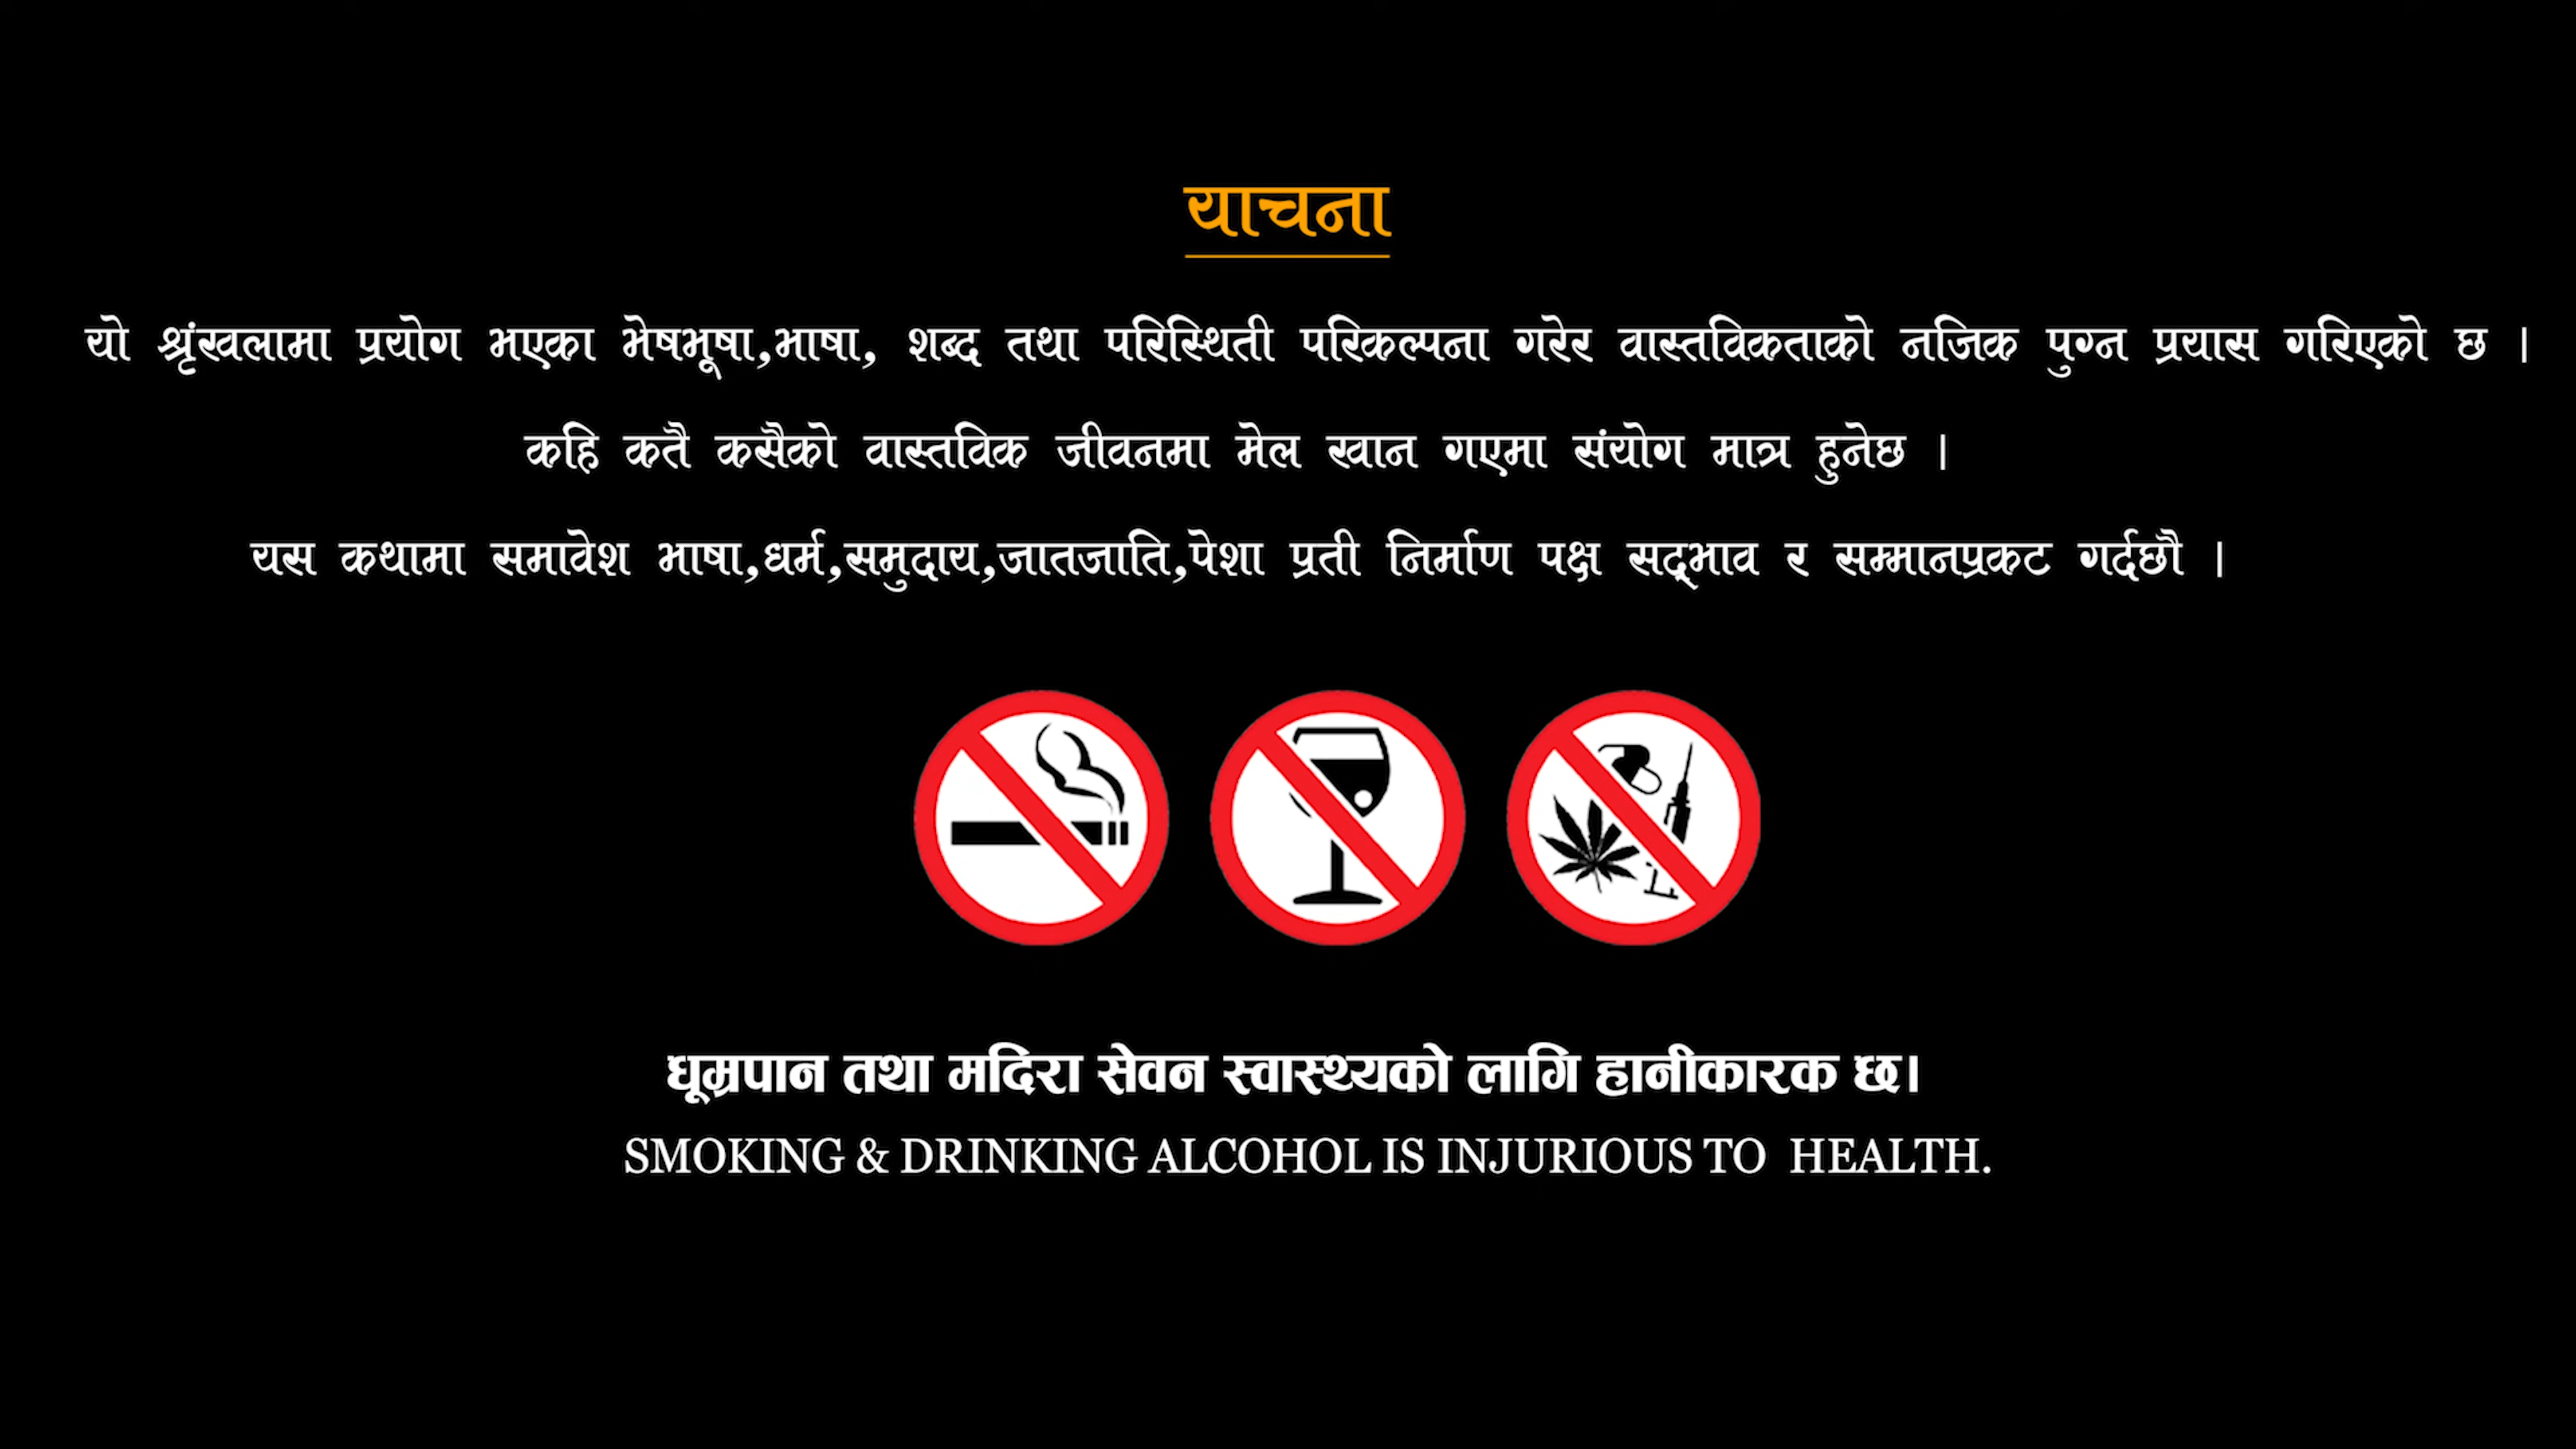 याचना
यो श्रृंखलामा प्रयोग भएका भेषभूषा,भाषा, शब्द तथा परिस्थिती परिकल्पना गरेर वास्तविकताको नजिक पुग्न प्रयास गरिएको छ |
कहि कतै कसैको वास्तविक जीवनमा मेल खान गएमा संयोग मात्र हुनेछ |
यस कथामा समावेश भाषा,धर्म,समुदाय,जातजाति,पेशा प्रती निर्माण पक्ष सद्भाव र सम्मानप्रकट गर्दछौ |
धूम्रपान तथा मदिरा सेवन स्वास्थ्यको लागि हानीकारक छ।
SMOKING & DRINKING ALCOHOL IS INJURIOUS TO  HEALTH.